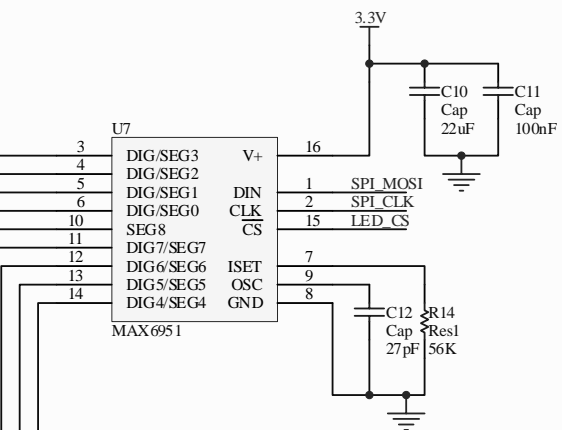 3.3V
C10
Cap
22uF
C11
Cap
100nF
U7
3 DIG/SEG3 V+ 16
4 DIG/SEG2
5 DIG/SEG1 DIN 1 SPI_MOSI
6 DIG/SEG0 CLK 2 SPI_CLK
10 SEG8 CS 15 LED_CS
11 DIG7/SEG7
12 DIG6/SEG6 ISET 7
13 DIG5/SEG5 OSC 9
14 DIG4/SEG4 GND 8
MAX6951
C12
Cap
27pF
R14
Res1
56K